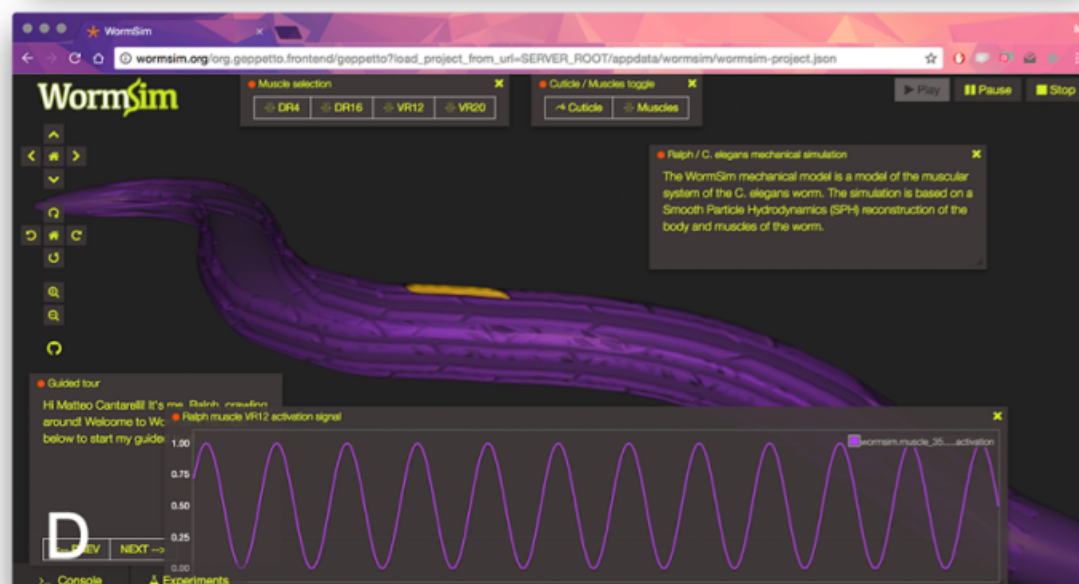 WormSim
wormsim.org/org.geppetto.frontend/geppetto?load_project_from_url=SERVER_ROOT/appdata/wormsim/wormsim-project.json
WormSim
Muscle selection
DR4 DR16 VR12 VR20
Cuticle / Muscles toggle
Cuticle Muscles
Play Pause Stop
Ralph / C. elegans mechanical simulation
The WormSim mechanical model is a model of the muscular
system of the C. elegans worm. The simulation is based on a
Smooth Particle Hydrodynamics (SPH) reconstruction of the
body and muscles of the worm.
Guided tour
Hi Matteo Cantarelli! It's me, Ralph, crawling
around! Welcome to Wo
below to start my guide
PREV NEXT -->
Ralph muscle VR12 activation signal
wormsim.muscle_35....activation
1.00
0.75
0.50
0.25
0.00
D
Console Experiments